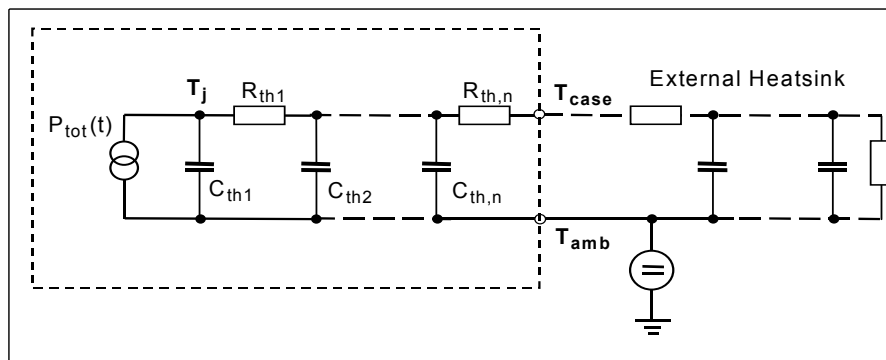 External Heatsink
T_j
R_th1
R_th,n
T_case
P_tot(t)
C_th1
C_th2
C_th,n
T_amb